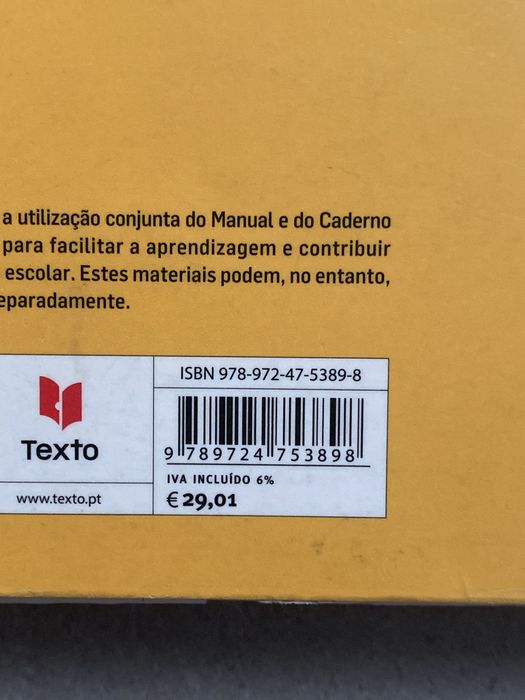 a utilização conjunta do Manual e do Caderno
para facilitar a aprendizagem e contribuir
escolar. Estes materiais podem, no entanto,
eparadamente.
ISBN 978-972-47-5389-8
9 789724 753898
Texto
IVA INCLUÍDO 6%
www.texto.pt
€29,01